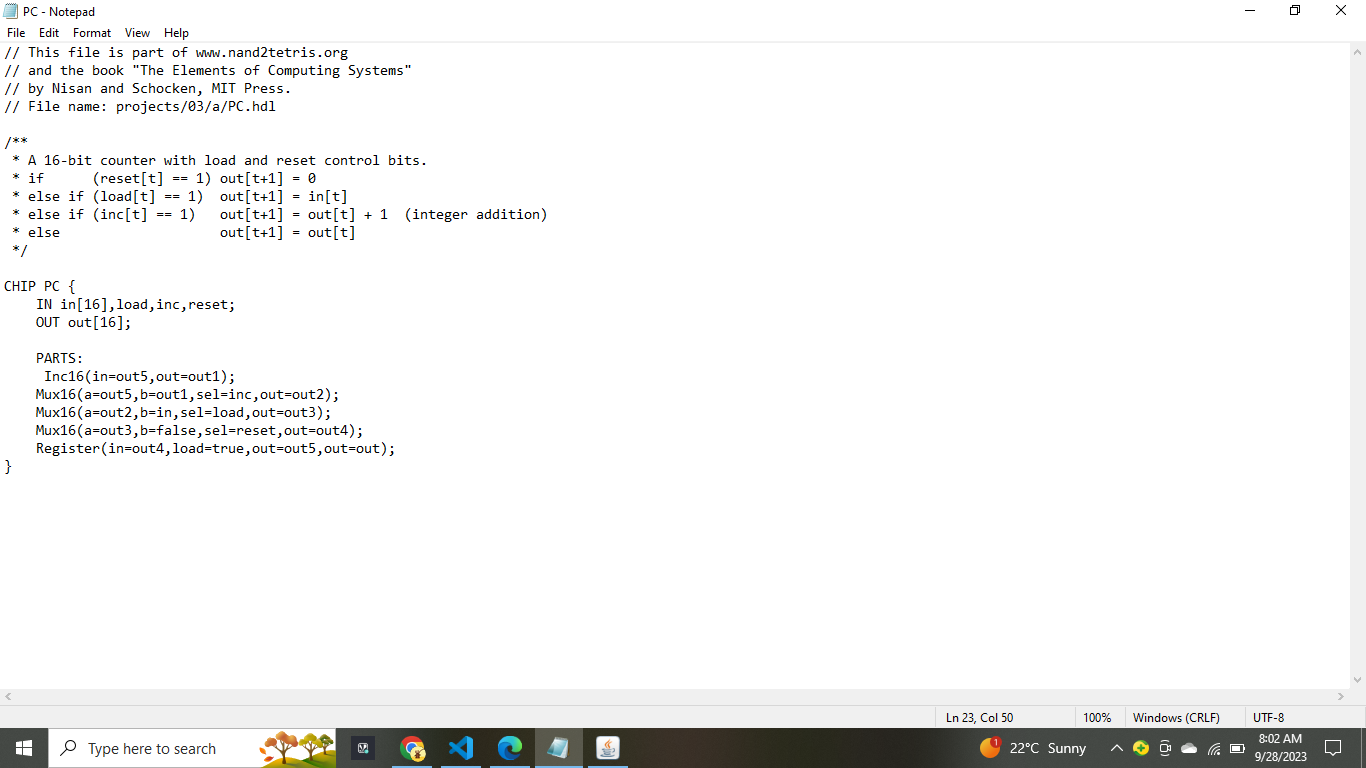 PC - Notepad
File Edit Format View Help
// This file is part of www.nand2tetris.org
// and the book "The Elements of Computing Systems"
// by Nisan and Schocken, MIT Press.
// File name: projects/03/a/PC.hdl

/**
 * A 16-bit counter with load and reset control bits.
 * if      (reset[t] == 1) out[t+1] = 0
 * else if (load[t] == 1)  out[t+1] = in[t]
 * else if (inc[t] == 1)   out[t+1] = out[t] + 1  (integer addition)
 * else                    out[t+1] = out[t]
 */

CHIP PC {
    IN in[16],load,inc,reset;
    OUT out[16];

    PARTS:
     Inc16(in=out5,out=out1);
    Mux16(a=out5,b=out1,sel=inc,out=out2);
    Mux16(a=out2,b=in,sel=load,out=out3);
    Mux16(a=out3,b=false,sel=reset,out=out4);
    Register(in=out4,load=true,out=out5,out=out);
}
Ln 23, Col 50 100% Windows (CRLF) UTF-8
Type here to search
1
22°C Sunny
8:02 AM
9/28/2023